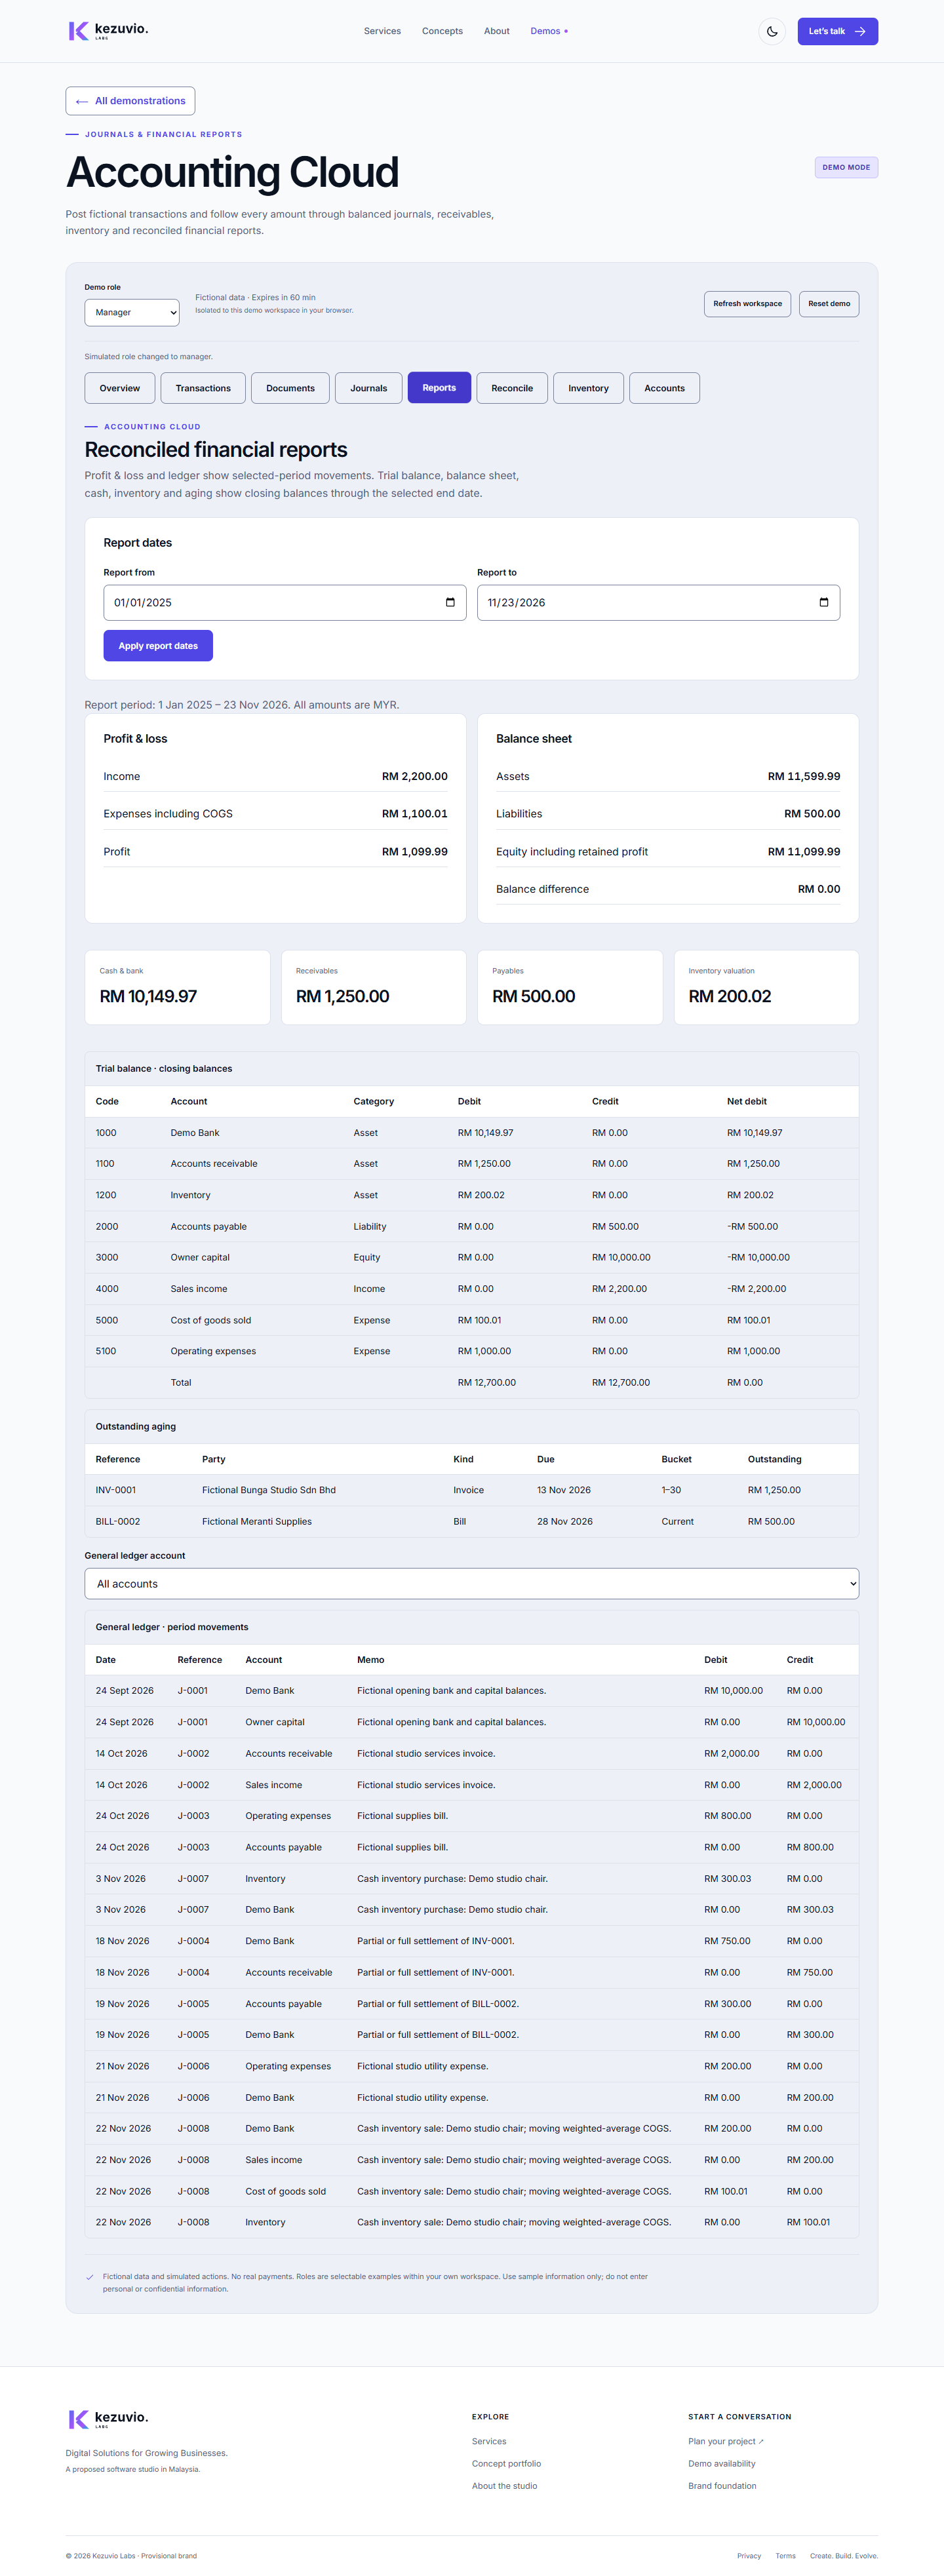 kezuvio.
LABS
Services Concepts About Demos
Let's talk →
← All demonstrations
JOURNALS & FINANCIAL REPORTS
Accounting Cloud
DEMO MODE
Post fictional transactions and follow every amount through balanced journals, receivables,
inventory and reconciled financial reports.
Demo role
Manager
Fictional data · Expires in 60 min
Isolated to this demo workspace in your browser.
Refresh workspace Reset demo
Simulated role changed to manager.
Overview Transactions Documents Journals Reports Reconcile Inventory Accounts
ACCOUNTING CLOUD
Reconciled financial reports
Profit & loss and ledger show selected-period movements. Trial balance, balance sheet,
cash, inventory and aging show closing balances through the selected end date.
Report dates
Report from Report to
01/01/2025 11/23/2026
Apply report dates
Report period: 1 Jan 2025 – 23 Nov 2026. All amounts are MYR.
Profit & loss
Income RM 2,200.00
Expenses including COGS RM 1,100.01
Profit RM 1,099.99
Balance sheet
Assets RM 11,599.99
Liabilities RM 500.00
Equity including retained profit RM 11,099.99
Balance difference RM 0.00
Cash & bank
RM 10,149.97
Receivables
RM 1,250.00
Payables
RM 500.00
Inventory valuation
RM 200.02
Trial balance · closing balances
Code Account Category Debit Credit Net debit
1000 Demo Bank Asset RM 10,149.97 RM 0.00 RM 10,149.97
1100 Accounts receivable Asset RM 1,250.00 RM 0.00 RM 1,250.00
1200 Inventory Asset RM 200.02 RM 0.00 RM 200.02
2000 Accounts payable Liability RM 0.00 RM 500.00 -RM 500.00
3000 Owner capital Equity RM 0.00 RM 10,000.00 -RM 10,000.00
4000 Sales income Income RM 0.00 RM 2,200.00 -RM 2,200.00
5000 Cost of goods sold Expense RM 100.01 RM 0.00 RM 100.01
5100 Operating expenses Expense RM 1,000.00 RM 0.00 RM 1,000.00
Total RM 12,700.00 RM 12,700.00 RM 0.00
Outstanding aging
Reference Party Kind Due Bucket Outstanding
INV-0001 Fictional Bunga Studio Sdn Bhd Invoice 13 Nov 2026 1–30 RM 1,250.00
BILL-0002 Fictional Meranti Supplies Bill 28 Nov 2026 Current RM 500.00
General ledger account
All accounts
General ledger · period movements
Date Reference Account Memo Debit Credit
24 Sept 2026 J-0001 Demo Bank Fictional opening bank and capital balances. RM 10,000.00 RM 0.00
24 Sept 2026 J-0001 Owner capital Fictional opening bank and capital balances. RM 0.00 RM 10,000.00
14 Oct 2026 J-0002 Accounts receivable Fictional studio services invoice. RM 2,000.00 RM 0.00
14 Oct 2026 J-0002 Sales income Fictional studio services invoice. RM 0.00 RM 2,000.00
24 Oct 2026 J-0003 Operating expenses Fictional supplies bill. RM 800.00 RM 0.00
24 Oct 2026 J-0003 Accounts payable Fictional supplies bill. RM 0.00 RM 800.00
3 Nov 2026 J-0007 Inventory Cash inventory purchase: Demo studio chair. RM 300.03 RM 0.00
3 Nov 2026 J-0007 Demo Bank Cash inventory purchase: Demo studio chair. RM 0.00 RM 300.03
18 Nov 2026 J-0004 Demo Bank Partial or full settlement of INV-0001. RM 750.00 RM 0.00
18 Nov 2026 J-0004 Accounts receivable Partial or full settlement of INV-0001. RM 0.00 RM 750.00
19 Nov 2026 J-0005 Accounts payable Partial or full settlement of BILL-0002. RM 300.00 RM 0.00
19 Nov 2026 J-0005 Demo Bank Partial or full settlement of BILL-0002. RM 0.00 RM 300.00
21 Nov 2026 J-0006 Operating expenses Fictional studio utility expense. RM 200.00 RM 0.00
21 Nov 2026 J-0006 Demo Bank Fictional studio utility expense. RM 0.00 RM 200.00
22 Nov 2026 J-0008 Demo Bank Cash inventory sale: Demo studio chair; moving weighted-average COGS. RM 200.00 RM 0.00
22 Nov 2026 J-0008 Sales income Cash inventory sale: Demo studio chair; moving weighted-average COGS. RM 0.00 RM 200.00
22 Nov 2026 J-0008 Cost of goods sold Cash inventory sale: Demo studio chair; moving weighted-average COGS. RM 100.01 RM 0.00
22 Nov 2026 J-0008 Inventory Cash inventory sale: Demo studio chair; moving weighted-average COGS. RM 0.00 RM 100.01
Fictional data and simulated actions. No real payments. Roles are selectable examples within your own workspace. Use sample information only; do not enter
personal or confidential information.
kezuvio.
LABS
Digital Solutions for Growing Businesses.
A proposed software studio in Malaysia.
EXPLORE
Services
Concept portfolio
About the studio
START A CONVERSATION
Plan your project ↗
Demo availability
Brand foundation
© 2026 Kezuvio Labs · Provisional brand
Privacy Terms Create. Build. Evolve.